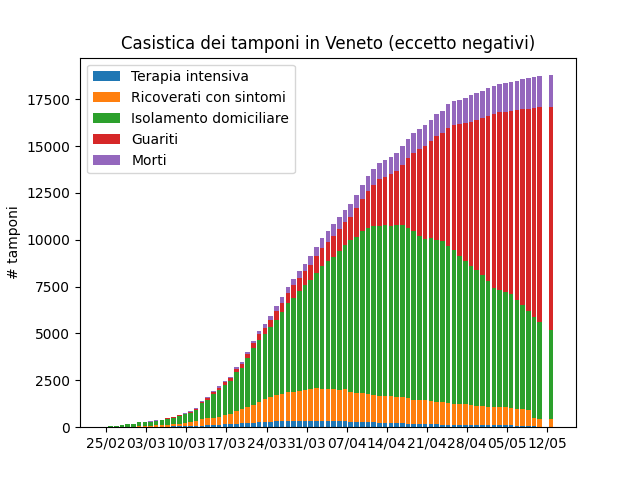 Casistica dei tamponi in Veneto (eccetto negativi)
Terapia intensiva
Ricoverati con sintomi
Isolamento domiciliare
Guariti
Morti
# tamponi
17500
15000
12500
10000
7500
5000
2500
0
25/02 03/03 10/03 17/03 24/03 31/03 07/04 14/04 21/04 28/04 05/05 12/05